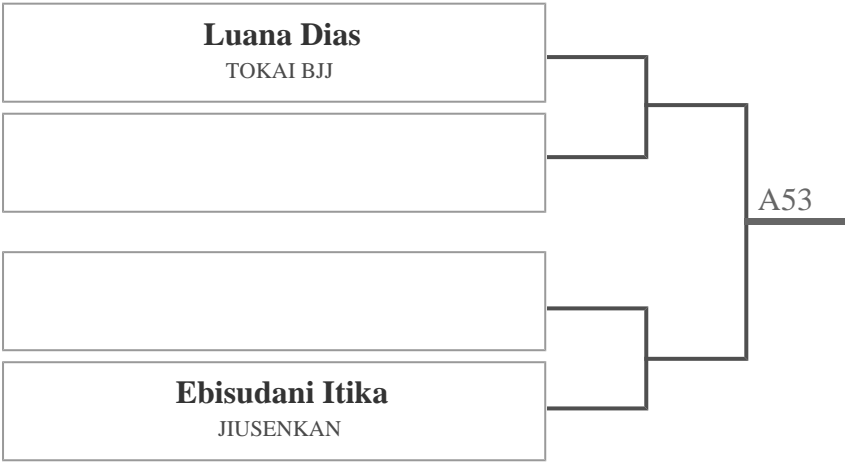 Luana Dias
TOKAI BJJ
A53
Ebisudani Itika
JIUSENKAN